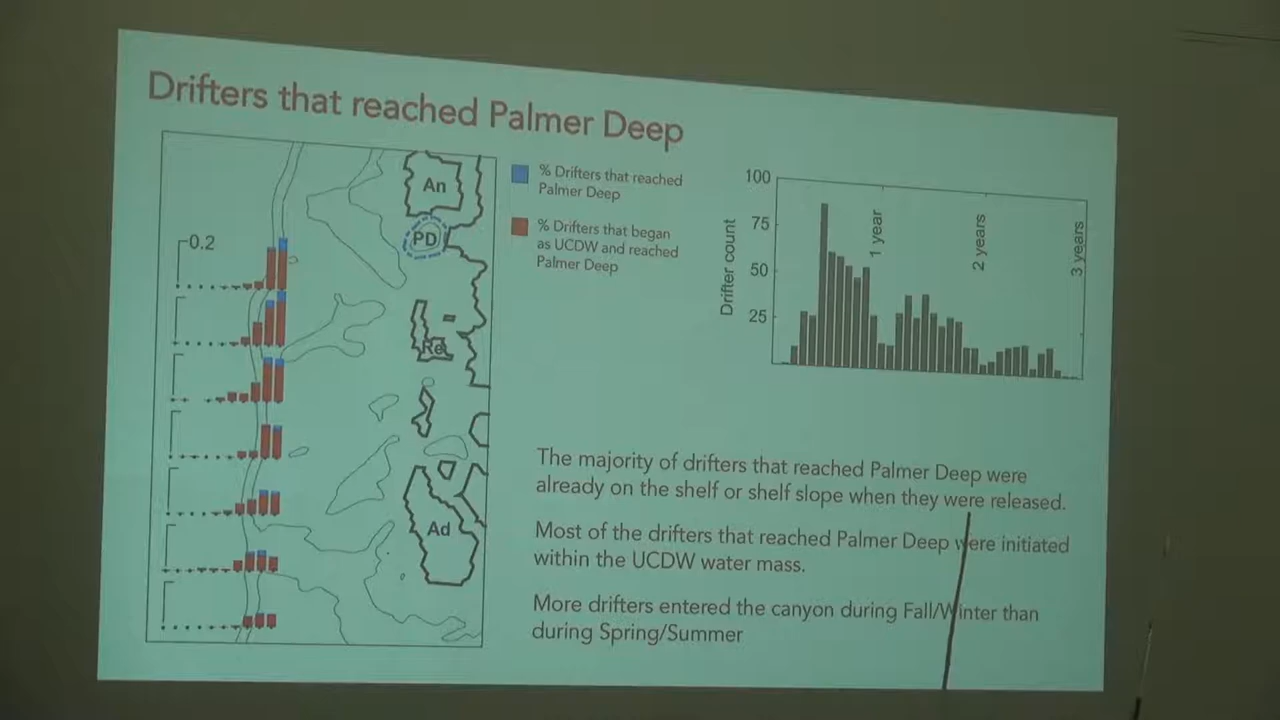 Drifters that reached Palmer Deep
An
PD
0.2
Re
Ad
% Drifters that reached
Palmer Deep
% Drifters that began
as UCDW and reached
Palmer Deep
100
75
50
25
Drifter count
1 year
2 years
3 years
The majority of drifters that reached Palmer Deep were
already on the shelf or shelf slope when they were released.
Most of the drifters that reached Palmer Deep were initiated
within the UCDW water mass.
More drifters entered the canyon during Fall/Winter than
during Spring/Summer